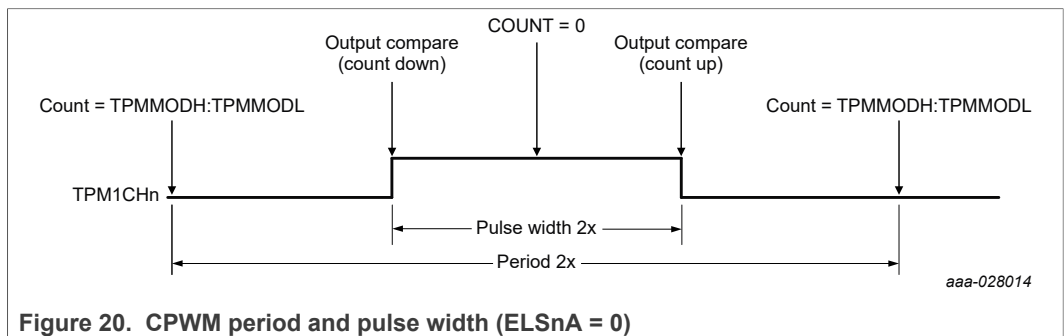 COUNT = 0
Output compare
(count down)
Output compare
(count up)
Count = TPMMODH:TPMMODL
Count = TPMMODH:TPMMODL
TPM1CHn
Pulse width 2x
Period 2x
aaa-028014
Figure 20. CPWM period and pulse width (ELSnA = 0)